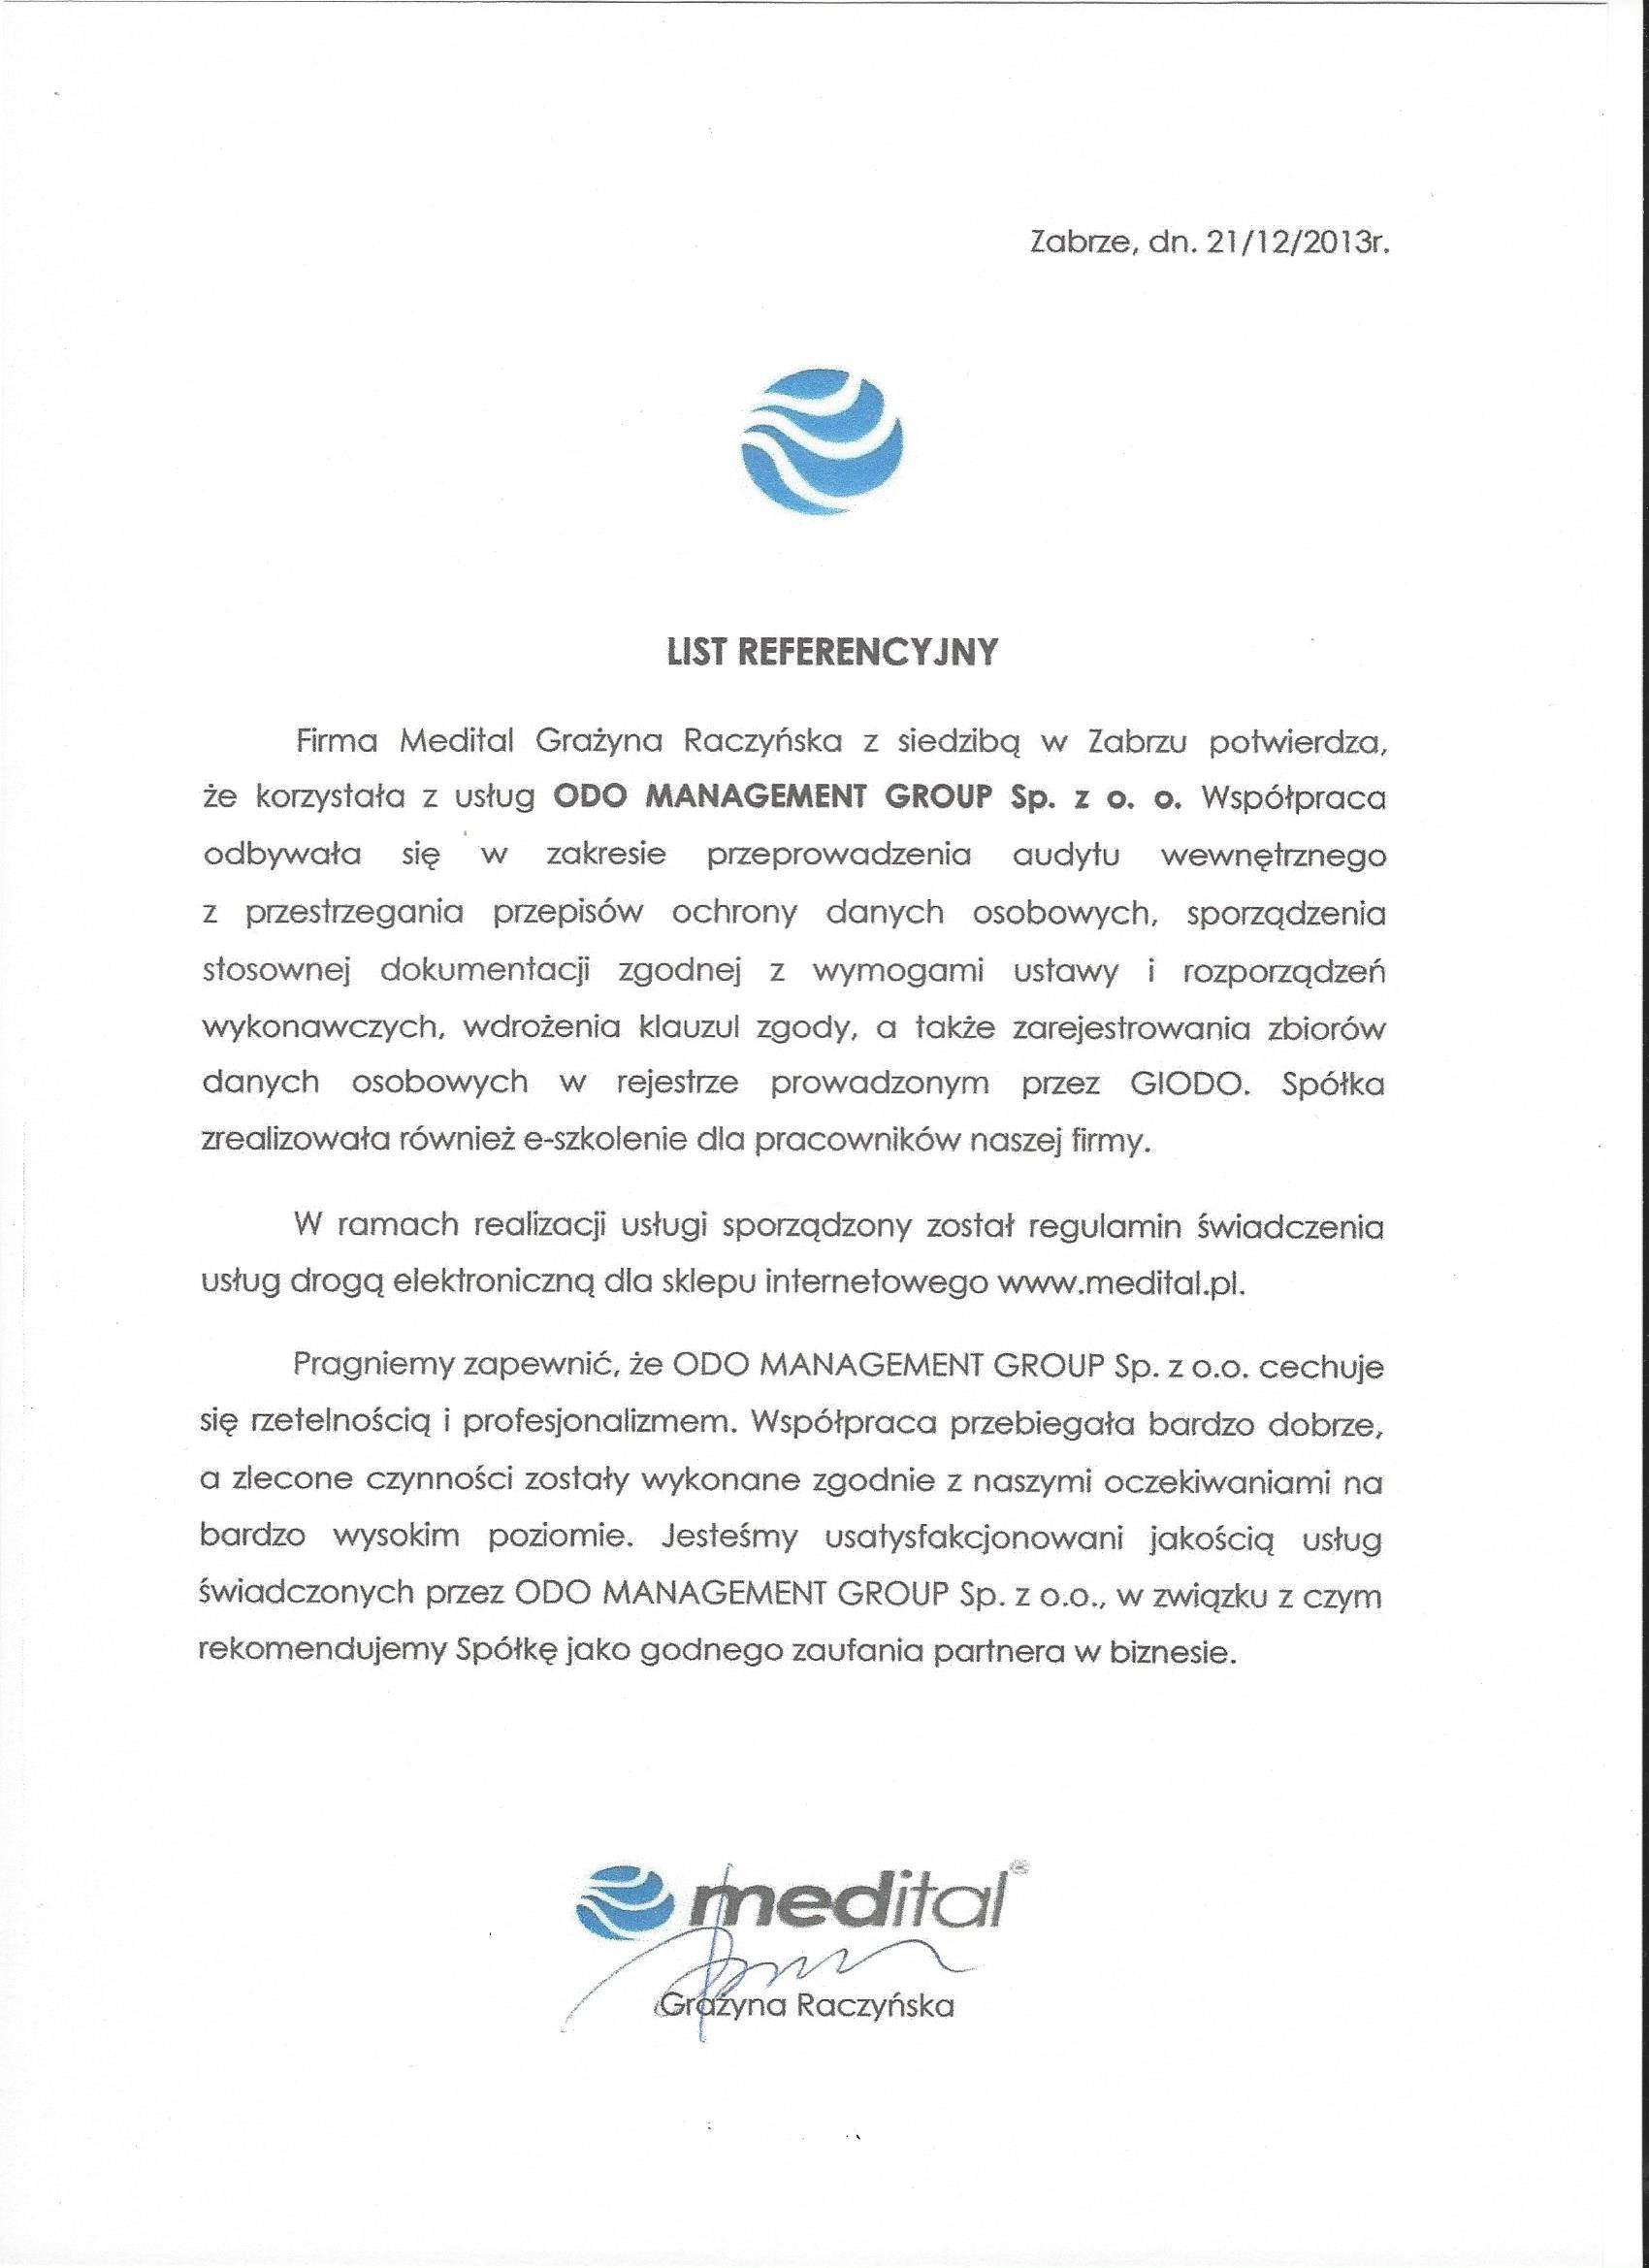 Zabrze, dn. 21/12/2013r.
LIST REFERENCYJNY
Firma Medital Grażyna Raczyńska z siedzibą w Zabrzu potwierdza,
że korzystała z usług ODO MANAGEMENT GROUP Sp. z o. o. Współpraca
odbywała się w zakresie przeprowadzenia audytu wewnętrznego
z przestrzegania przepisów ochrony danych osobowych, sporządzenia
stosownej dokumentacji zgodnej z wymogami ustawy i rozporządzeń
wykonawczych, wdrożenia klauzul zgody, a także zarejestrowania zbiorów
danych osobowych w rejestrze prowadzonym przez GIODO. Spółka
zrealizowała również e-szkolenie dla pracowników naszej firmy.
W ramach realizacji usługi sporządzony został regulamin świadczenia
usług drogą elektroniczną dla sklepu internetowego www.medital.pl.
Pragniemy zapewnić, że ODO MANAGEMENT GROUP Sp. z o.o. cechuje
się rzetelnością i profesjonalizmem. Współpraca przebiegała bardzo dobrze,
a zlecone czynności zostały wykonane zgodnie z naszymi oczekiwaniami na
bardzo wysokim poziomie. Jesteśmy usatysfakcjonowani jakością usług
świadczonych przez ODO MANAGEMENT GROUP Sp. z o.o., w związku z czym
rekomendujemy Spółkę jako godnego zaufania partnera w biznesie.
medital®
Grażyna Raczyńska